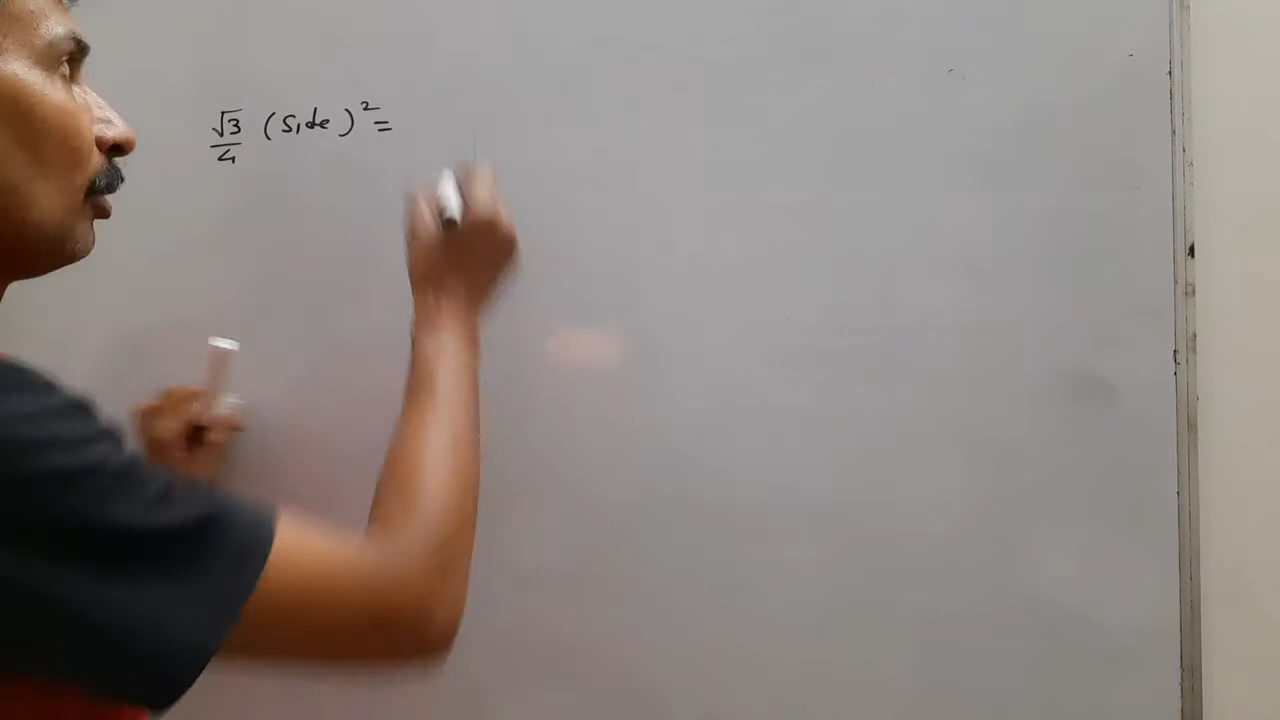 √3/4 (Side)² =